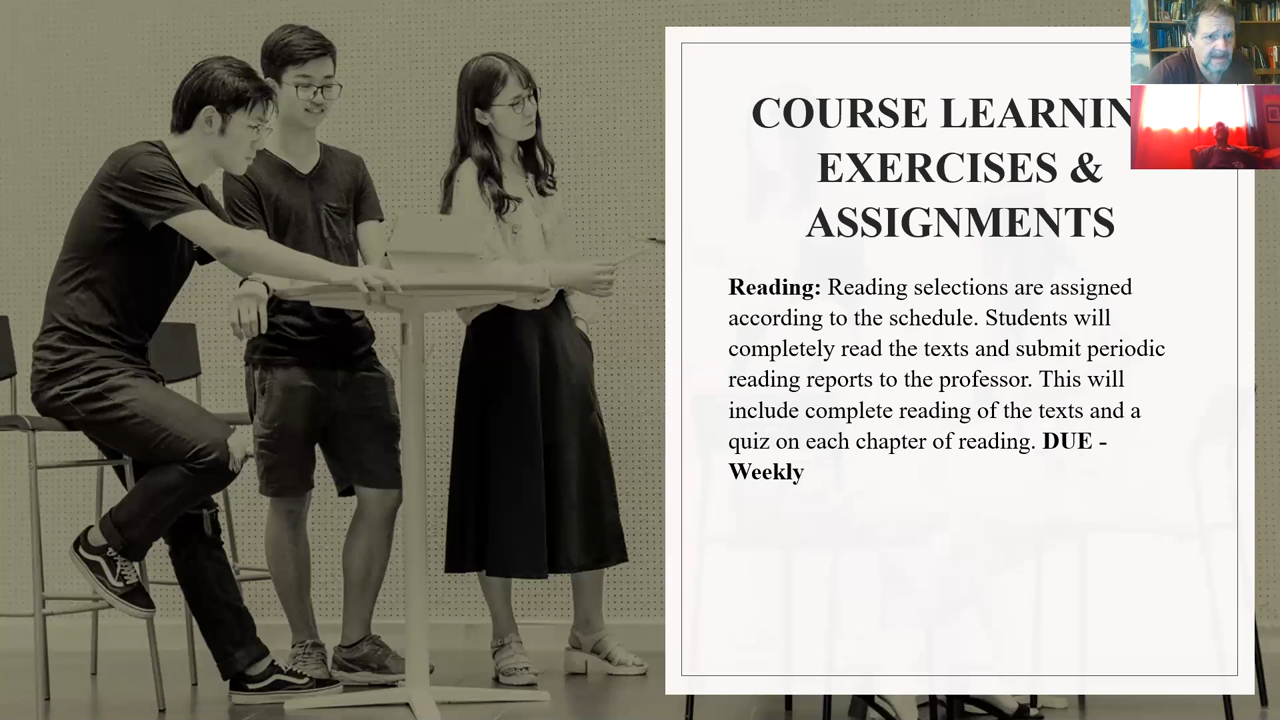 COURSE LEARNIN
EXERCISES &
ASSIGNMENTS
Reading: Reading selections are assigned
according to the schedule. Students will
completely read the texts and submit periodic
reading reports to the professor. This will
include complete reading of the texts and a
quiz on each chapter of reading. DUE -
Weekly